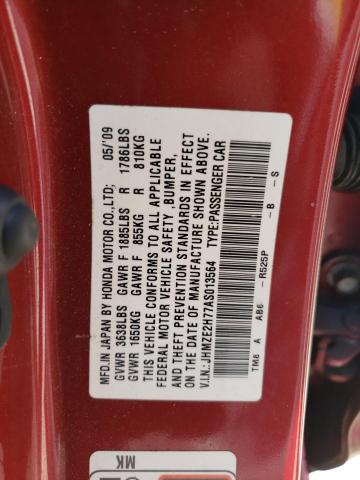 MFD.IN JAPAN BY HONDA MOTOR CO.,LTD; 05/'09
GVWR 3638LBS GAWR F 1885LBS R 1786LBS
GVWR 1650KG GAWR F 855KG R 810KG
THIS VEHICLE CONFORMS TO ALL APPLICABLE
FEDERAL MOTOR VEHICLE SAFETY ,BUMPER,
AND THEFT PREVENTION STANDARDS IN EFFECT
ON THE DATE OF MANUFACTURE SHOWN ABOVE.
V.I.N.: JHMZE2H77AS013564 TYPE:PASSENGER CAR
TM8 A AB6 -R525P -B -S
MK